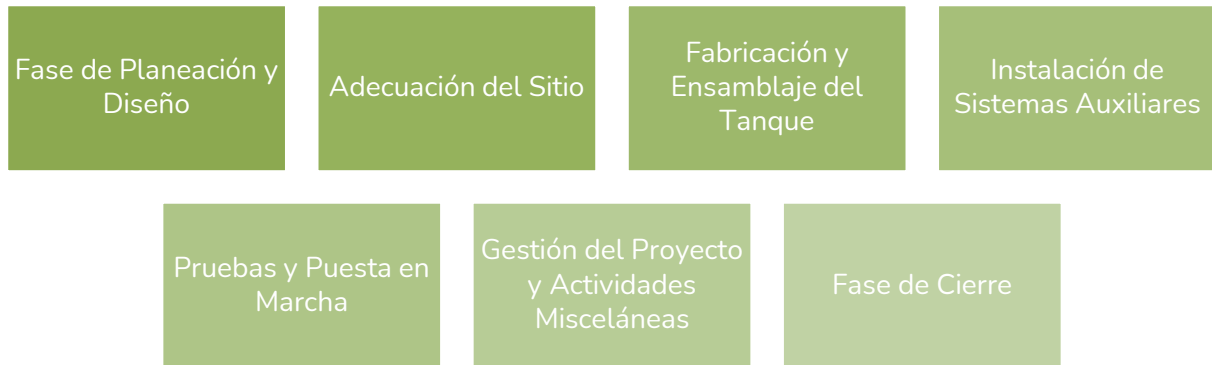 Fase de Planeación y
Diseño
Adecuación del Sitio
Fabricación y
Ensamblaje del
Tanque
Instalación de
Sistemas Auxiliares
Pruebas y Puesta en
Marcha
Gestión del Proyecto
y Actividades
Misceláneas
Fase de Cierre